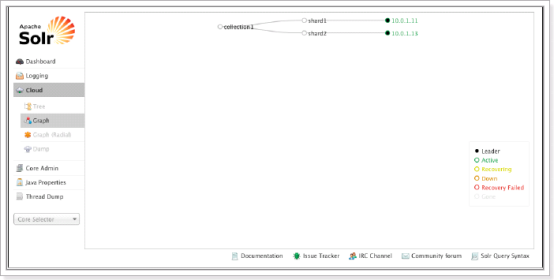 Apache
Solr
Dashboard
Logging
Cloud
Tree
Graph
Graph (Radial)
Dump
Core Admin
Java Properties
Thread Dump
Core Selector
collection1
shard1
shard2
10.0.1.11
10.0.1.13
Leader
Active
Recovering
Down
Recovery Failed
Gone
Documentation
Issue Tracker
IRC Channel
Community forum
Solr Query Syntax